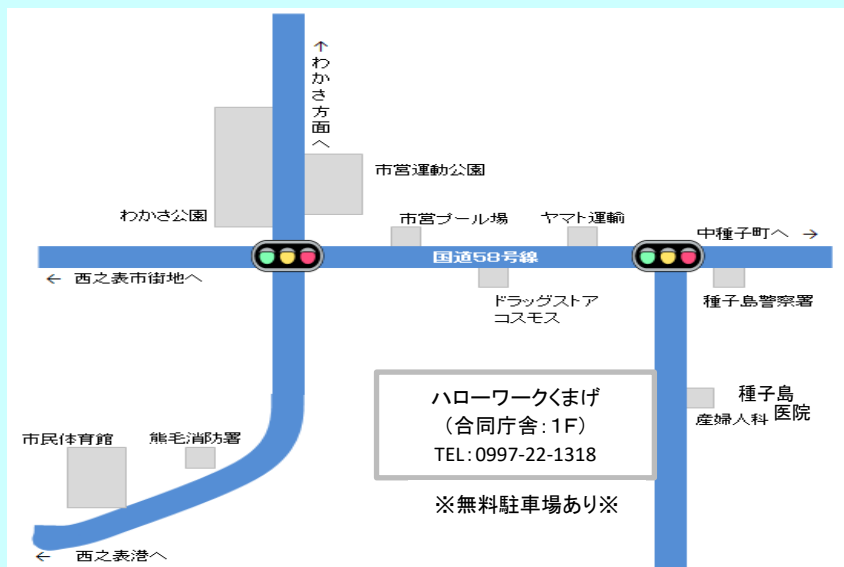 ↑わかさ方面へ
市営運動公園
わかさ公園
市営プール場
ヤマト運輸
中種子町へ →
国道58号線
← 西之表市街地へ
ドラッグストア
コスモス
種子島警察署
ハローワークくまげ
(合同庁舎:1F)
TEL:0997-22-1318
種子島
産婦人科 医院
市民体育館
熊毛消防署
※無料駐車場あり※
← 西之表港へ